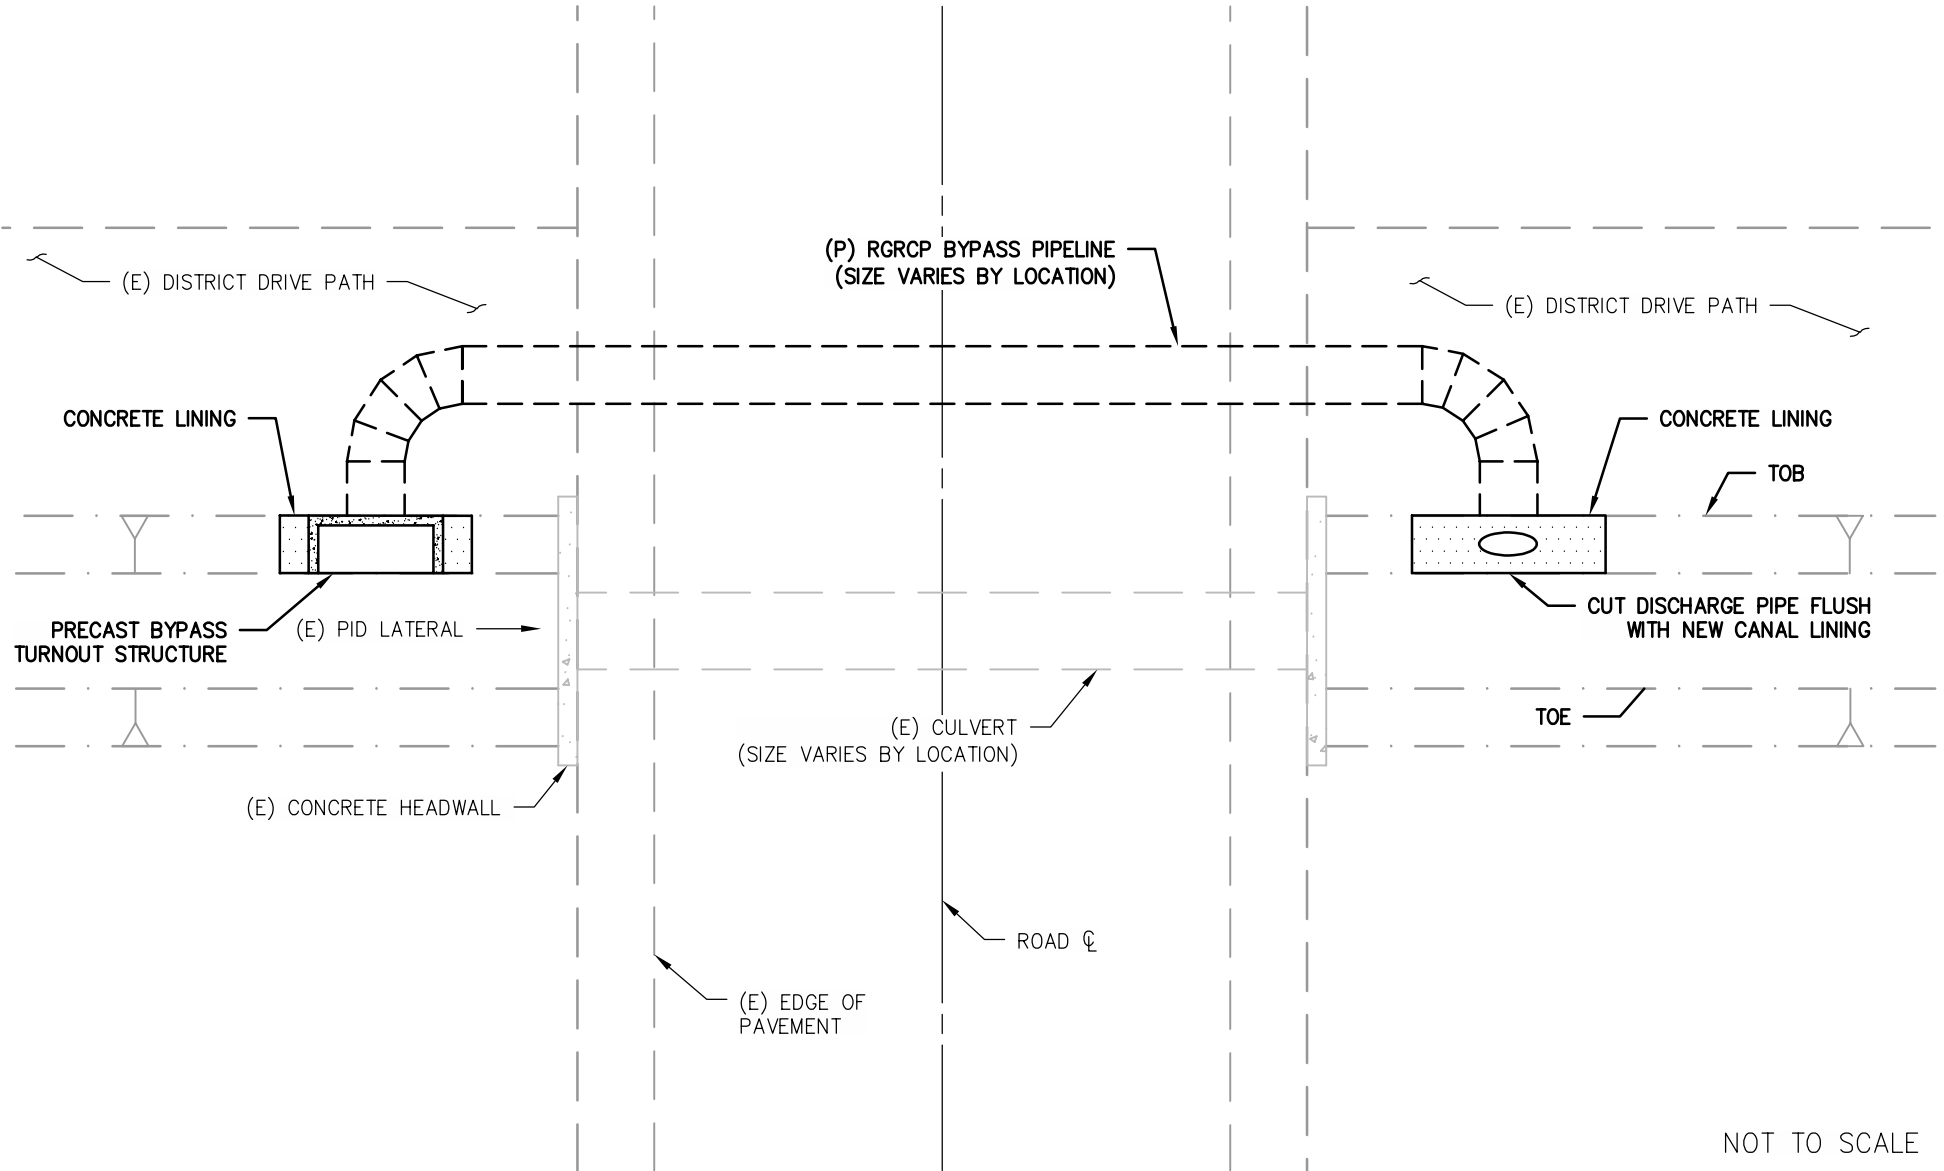 (P) RGRCP BYPASS PIPELINE
(SIZE VARIES BY LOCATION)
(E) DISTRICT DRIVE PATH
(E) DISTRICT DRIVE PATH
CONCRETE LINING
CONCRETE LINING
TOB
PRECAST BYPASS
TURNOUT STRUCTURE
(E) PID LATERAL
CUT DISCHARGE PIPE FLUSH
WITH NEW CANAL LINING
(E) CULVERT
(SIZE VARIES BY LOCATION)
TOE
(E) CONCRETE HEADWALL
ROAD ℄
(E) EDGE OF
PAVEMENT
NOT TO SCALE